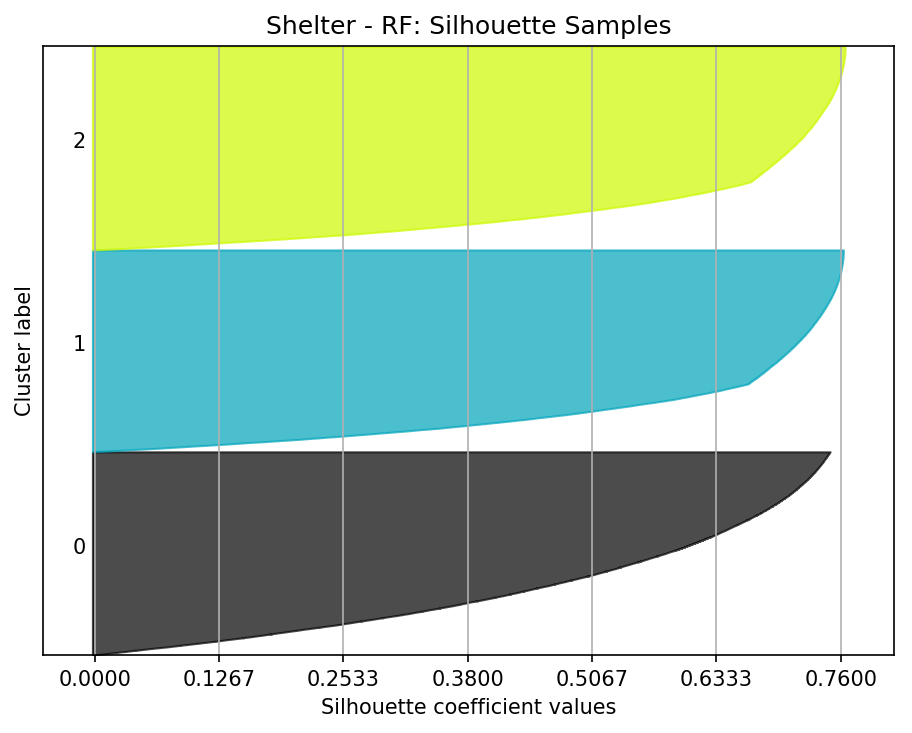 Shelter - RF: Silhouette Samples
2
1
0
Cluster label
0.0000 0.1267 0.2533 0.3800 0.5067 0.6333 0.7600
Silhouette coefficient values